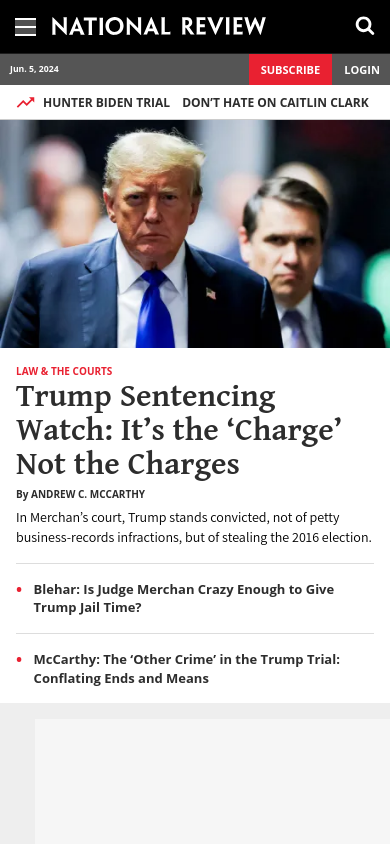 NATIONAL REVIEW
Jun. 5, 2024
SUBSCRIBE
LOGIN
HUNTER BIDEN TRIAL
DON’T HATE ON CAITLIN CLARK
LAW & THE COURTS
Trump Sentencing
Watch: It’s the ‘Charge’
Not the Charges
By ANDREW C. MCCARTHY
In Merchan’s court, Trump stands convicted, not of petty
business-records infractions, but of stealing the 2016 election.
Blehar: Is Judge Merchan Crazy Enough to Give
Trump Jail Time?
McCarthy: The ‘Other Crime’ in the Trump Trial:
Conflating Ends and Means